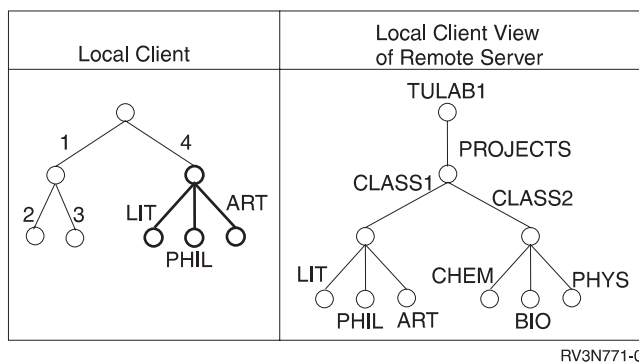 Local Client
Local Client View
of Remote Server
TULAB1
1
4
PROJECTS
CLASS1
CLASS2
2
3
LIT
ART
PHIL
LIT
PHIL
ART
CHEM
BIO
PHYS